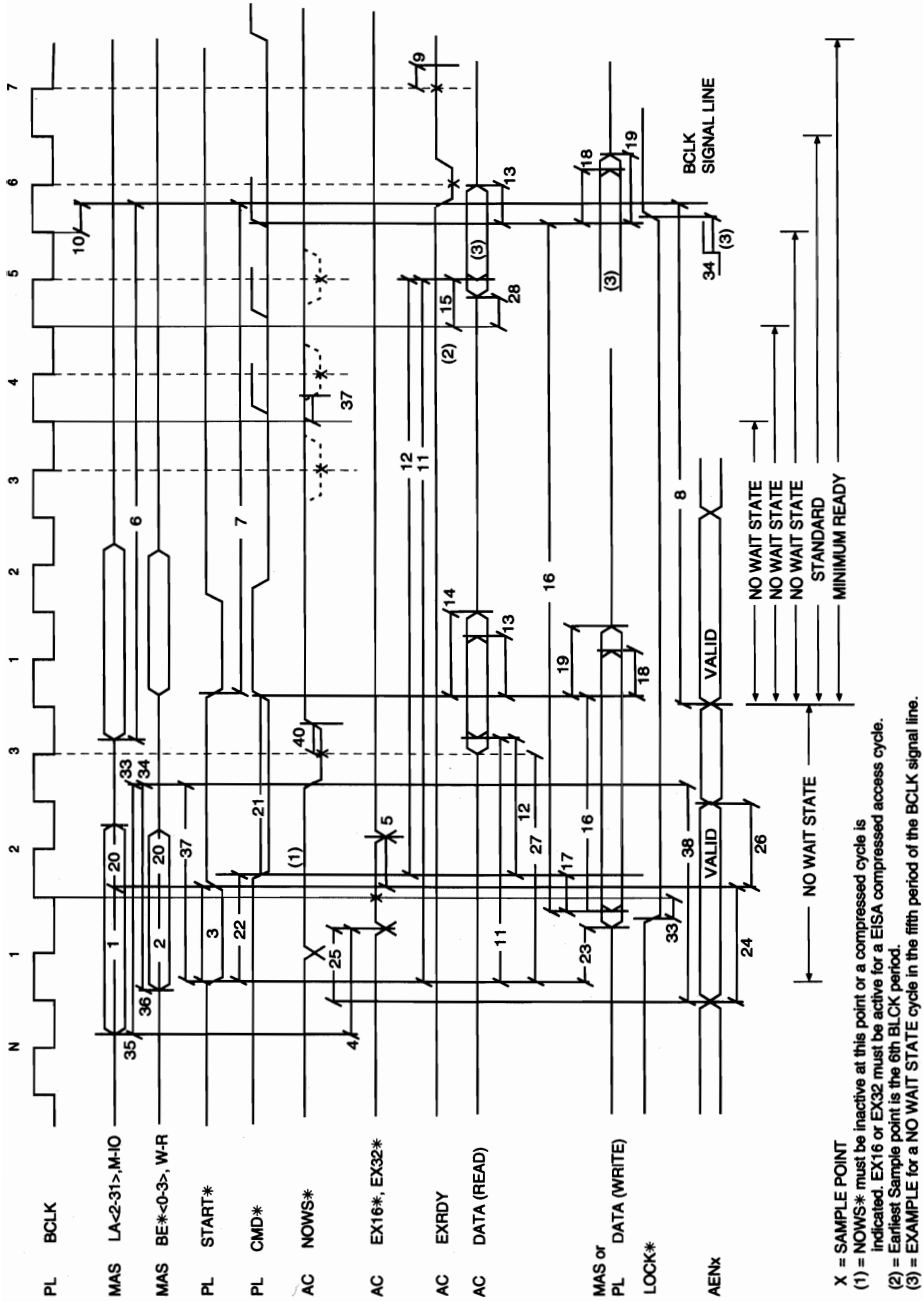 PL BCLK N 1 2 3 1 2 3 4 5 6 7
10
MAS LA<2-31>,M-IO 1 20
35 33 6
MAS BE*<0-3>, W-R 2 20
36 34
37
PL START* 3
22 7
PL CMD* 21
AC NOWS* (1) 40 37
25
4
AC EX16*, EX32* 5
12
11
AC EXRDY (2) 15 9
14
AC DATA (READ) (3)
13 28 13
11 12
27
16
23 17 16 19 18
MAS or
PL DATA (WRITE) (3)
18 19
LOCK*
33
38 8
AENx VALID VALID 34 (3)
BCLK
SIGNAL LINE
24 26
NO WAIT STATE
NO WAIT STATE
NO WAIT STATE
NO WAIT STATE
STANDARD
MINIMUM READY
X = SAMPLE POINT
(1) = NOWS* must be inactive at this point or a compressed cycle is
indicated. EX16 or EX32 must be active for a EISA compressed access cycle.
(2) = Earliest Sample point is the 6th BLCK period.
(3) = EXAMPLE for a NO WAIT STATE cycle in the fifth period of the BCLK signal line.